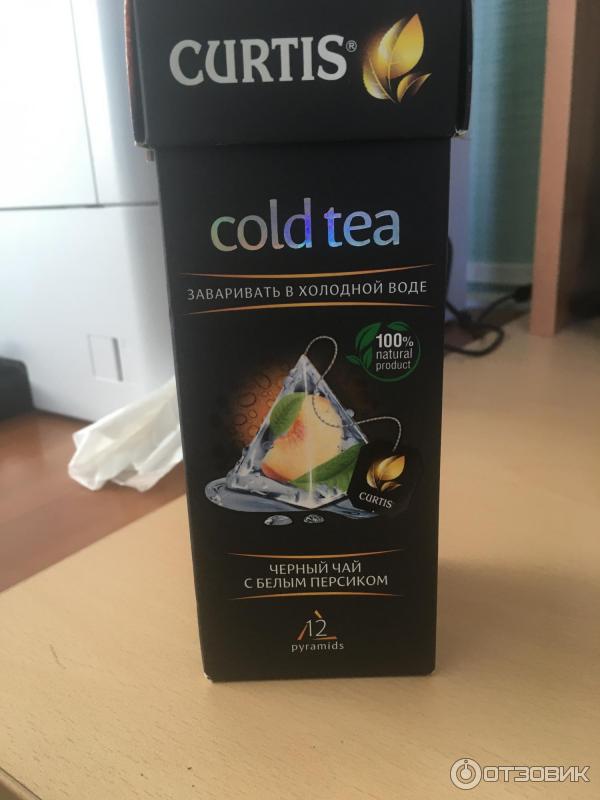 CURTIS®
cold tea
ЗАВАРИВАТЬ В ХОЛОДНОЙ ВОДЕ
100%
natural
product
CURTIS
ЧЕРНЫЙ ЧАЙ
С БЕЛЫМ ПЕРСИКОМ
12
pyramids
ОТЗОВИК